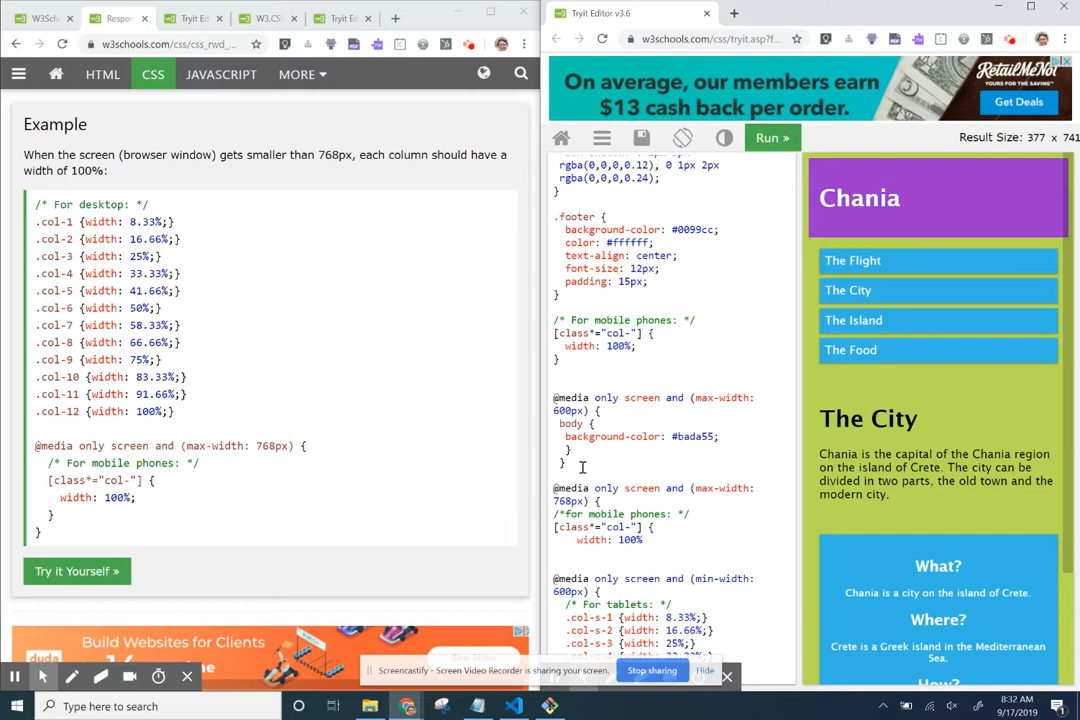 W3Sch
Respor
Tryit Ed
W3.CSS
Tryit Ed
w3schools.com/css/css_rwd_...
HTML
CSS
JAVASCRIPT
MORE
Example
When the screen (browser window) gets smaller than 768px, each column should have a
width of 100%:
/* For desktop: */
.col-1 {width: 8.33%;}
.col-2 {width: 16.66%;}
.col-3 {width: 25%;}
.col-4 {width: 33.33%;}
.col-5 {width: 41.66%;}
.col-6 {width: 50%;}
.col-7 {width: 58.33%;}
.col-8 {width: 66.66%;}
.col-9 {width: 75%;}
.col-10 {width: 83.33%;}
.col-11 {width: 91.66%;}
.col-12 {width: 100%;}
@media only screen and (max-width: 768px) {
/* For mobile phones: */
[class*="col-"] {
width: 100%;
}
}
Try it Yourself »
Build Websites for Clients
duda
Screencastify - Screen Video Recorder is sharing your screen.
Stop sharing
Hide
Tryit Editor v3.6
w3schools.com/css/tryit.asp?f...
On average, our members earn
$13 cash back per order.
RetailMeNot
YOURS FOR THE SAVING
Get Deals
Run »
Result Size: 377 x 741
rgba(0,0,0,0.12), 0 1px 2px
rgba(0,0,0,0.24);
}
.footer {
background-color: #0099cc;
color: #ffffff;
text-align: center;
font-size: 12px;
padding: 15px;
}
/* For mobile phones: */
[class*="col-"] {
width: 100%;
}
@media only screen and (max-width:
600px) {
body {
background-color: #bada55;
}
}
@media only screen and (max-width:
768px) {
/*for mobile phones: */
[class*="col-"] {
width: 100%
@media only screen and (min-width:
600px) {
/* For tablets: */
.col-s-1 {width: 8.33%;}
.col-s-2 {width: 16.66%;}
.col-s-3 {width: 25%;}
Chania
The Flight
The City
The Island
The Food
The City
Chania is the capital of the Chania region
on the island of Crete. The city can be
divided in two parts, the old town and the
modern city.
What?
Chania is a city on the island of Crete.
Where?
Crete is a Greek island in the Mediterranean
Sea.
How?
Type here to search
8:32 AM
9/17/2019